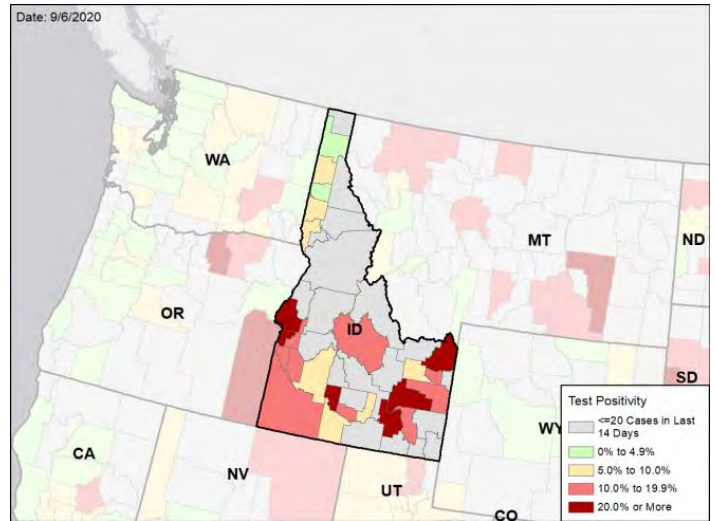 Date: 9/6/2020
WA
MT
ND
OR
ID
SD
WY
CA
NV
UT
CO
Test Positivity
<=20 Cases in Last
14 Days
0% to 4.9%
5.0% to 10.0%
10.0% to 19.9%
20.0% or More